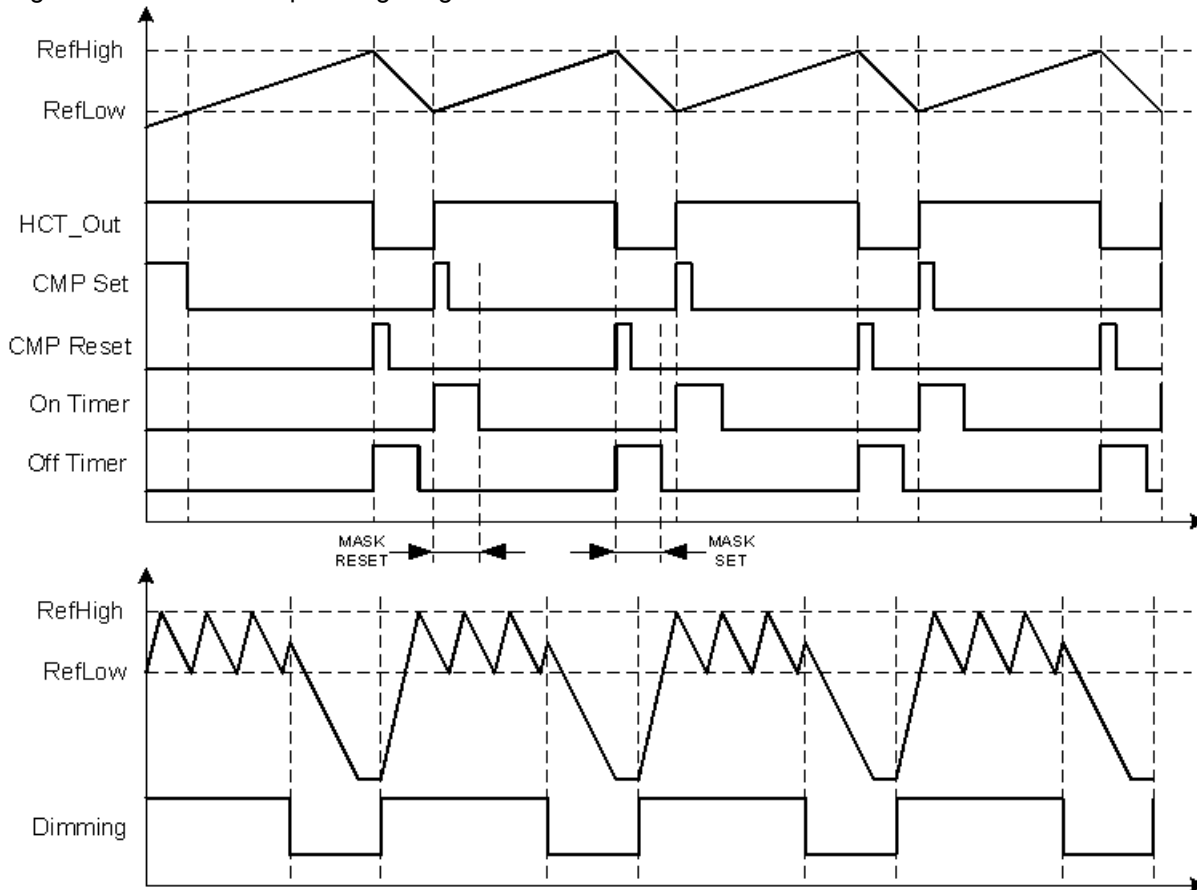 RefHigh
RefLow
HCT_Out
CMP Set
CMP Reset
On Timer
Off Timer
MASK
RESET
MASK
SET
RefHigh
RefLow
Dimming